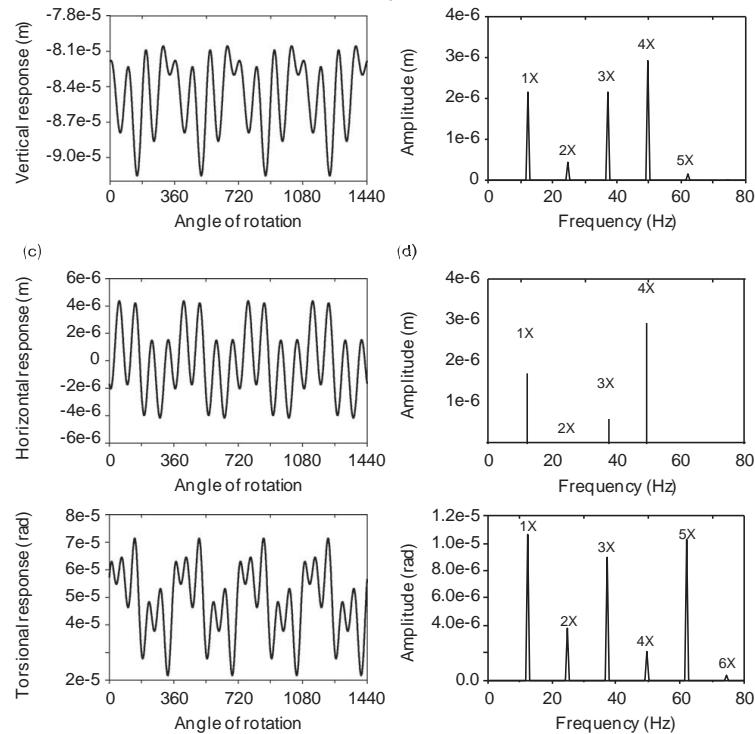 Vertical response (m)
-7.8e-5
-8.1e-5
-8.4e-5
-8.7e-5
-9.0e-5
0 360 720 1080 1440
Angle of rotation
Amplitude (m)
4e-6
3e-6
2e-6
1e-6
0
1X
2X
3X
4X
5X
0 20 40 60 80
Frequency (Hz)
(c)
(d)
Horizontal response (m)
6e-6
4e-6
2e-6
0
-2e-6
-4e-6
-6e-6
0 360 720 1080 1440
Angle of rotation
Amplitude (m)
4e-6
3e-6
2e-6
1e-6
1X
2X
3X
4X
0 20 40 60 80
Frequency (Hz)
Torsional response (rad)
8e-5
7e-5
5e-5
4e-5
2e-5
0 360 720 1080 1440
Angle of rotation
Amplitude (rad)
1.2e-5
1.0e-5
8.0e-6
6.0e-6
4.0e-6
0.0
1X
2X
3X
4X
5X
6X
0 20 40 60 80
Frequency (Hz)